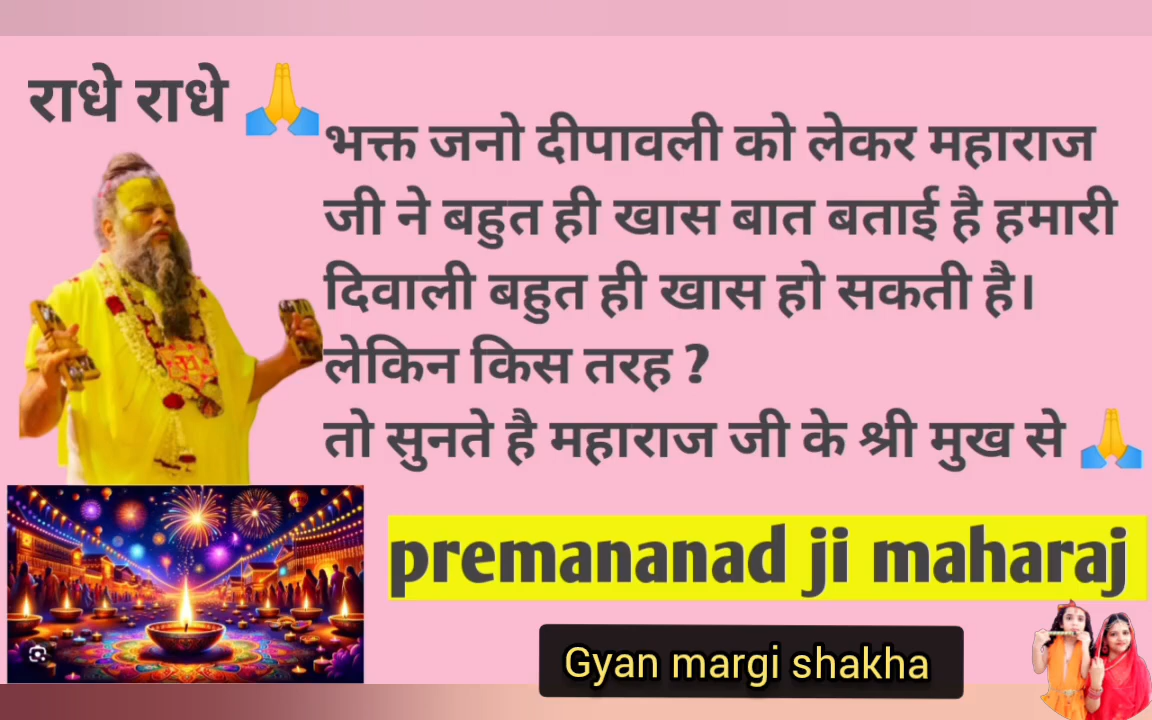 राधे राधे 🙏
भक्त जनो दीपावली को लेकर महाराज
जी ने बहुत ही खास बात बताई है हमारी
दिवाली बहुत ही खास हो सकती है।
लेकिन किस तरह ?
तो सुनते है महाराज जी के श्री मुख से 🙏
premananad ji maharaj
Gyan margi shakha